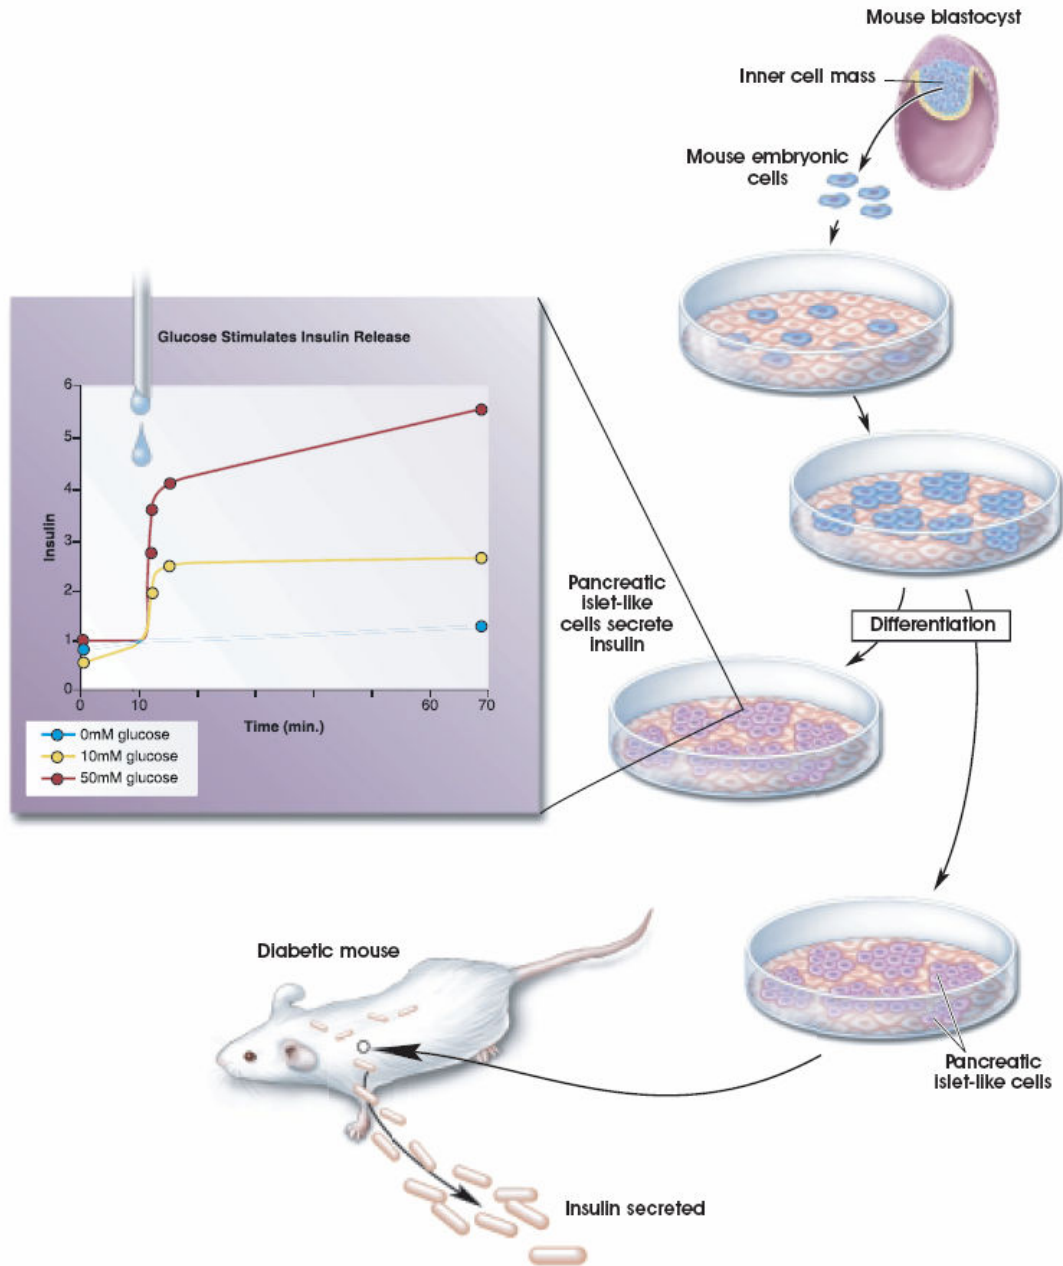 Mouse blastocyst
Inner cell mass
Mouse embryonic
cells
Glucose Stimulates Insulin Release
6
5
4
3
2
1
0
Insulin
0
10
60
70
Time (min.)
0mM glucose
10mM glucose
50mM glucose
Pancreatic
islet-like
cells secrete
insulin
Differentiation
Diabetic mouse
Pancreatic
islet-like cells
Insulin secreted